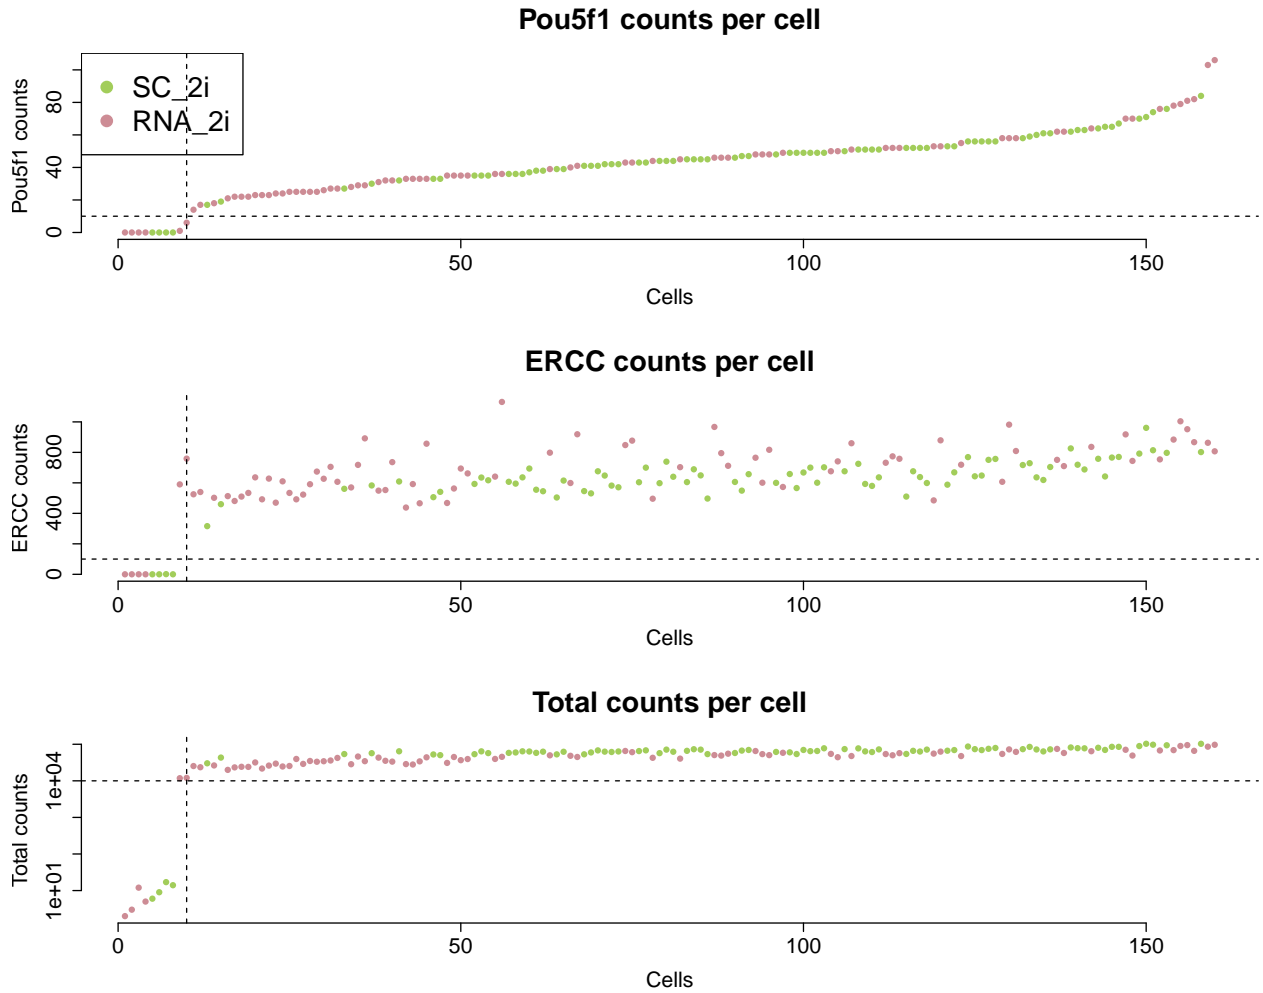 Pou5f1 counts per cell
SC_2i
RNA_2i
Pou5f1 counts
0 40 80
0 50 100 150
Cells
ERCC counts per cell
ERCC counts
0 400 800
0 50 100 150
Cells
Total counts per cell
Total counts
1e+01 1e+04
0 50 100 150
Cells